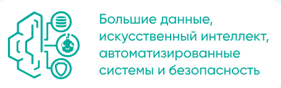 Большие данные,
искусственный интеллект,
автоматизированные
системы и безопасность